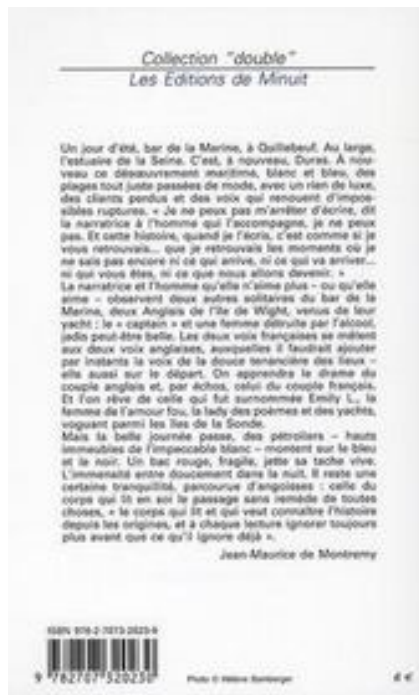 Collection "double"
Les Editions de Minuit
Un jour d'été, bar de la Marine, à Quillebeuf. Au large,
l'estuaire de la Seine. C'est, à nouveau, Duras. À nou-
veau ce désœuvrement maritime, blanc et bleu, des
plages tout juste passées de mode, avec un rien de luxe,
des clients perdus et des voix qui renouent d'impos-
sibles ruptures. « Je ne peux pas m'arrêter d'écrire, dit
la narratrice à l'homme qui l'accompagne, je ne peux
pas. Et cette histoire, quand je l'écris, c'est comme si je
vous retrouvais... que je retrouvais les moments où je
ne sais pas encore ni ce qui arrive, ni ce qui va arriver...
ni qui vous êtes, ni ce que nous allons devenir. »
La narratrice et l'homme qu'elle n'aime plus – ou qu'elle
aime – observent deux autres solitaires du bar de la
Marine, deux Anglais de l'île de Wight, venus de leur
yacht : le « captain » et une femme détruite par l'alcool,
jadis peut-être belle. Les deux voix françaises se mêlent
aux deux voix anglaises, auxquelles il faudrait ajouter
par instants la voix de la douce tenancière des lieux –
elle aussi sur le départ. On apprendra le drame du
couple anglais et, par échos, celui du couple français.
Et l'on rêve de celle qui fut surnommée Emily L., la
femme de l'amour fou, la lady des poèmes et des yachts,
voguant parmi les îles de la Sonde.
Mais la belle journée passe, des pétroliers – hauts
immeubles de l'impeccable blanc – montent sur le bleu
et le noir. Un bac rouge, fragile, jette sa tache vive.
L'immensité entre doucement dans la nuit. Il reste une
certaine tranquillité, parcourue d'angoisses : celle du
corps qui lit en soi le passage sans remède de toutes
choses, « le corps qui lit et qui veut connaître l'histoire
depuis les origines, et à chaque lecture ignorer toujours
plus avant que ce qu'il ignore déjà ».
Jean-Maurice de Montremy
ISBN 978-2-7073-2023-0
9 782707 320230
Photo © Hélène Bamberger
6 €